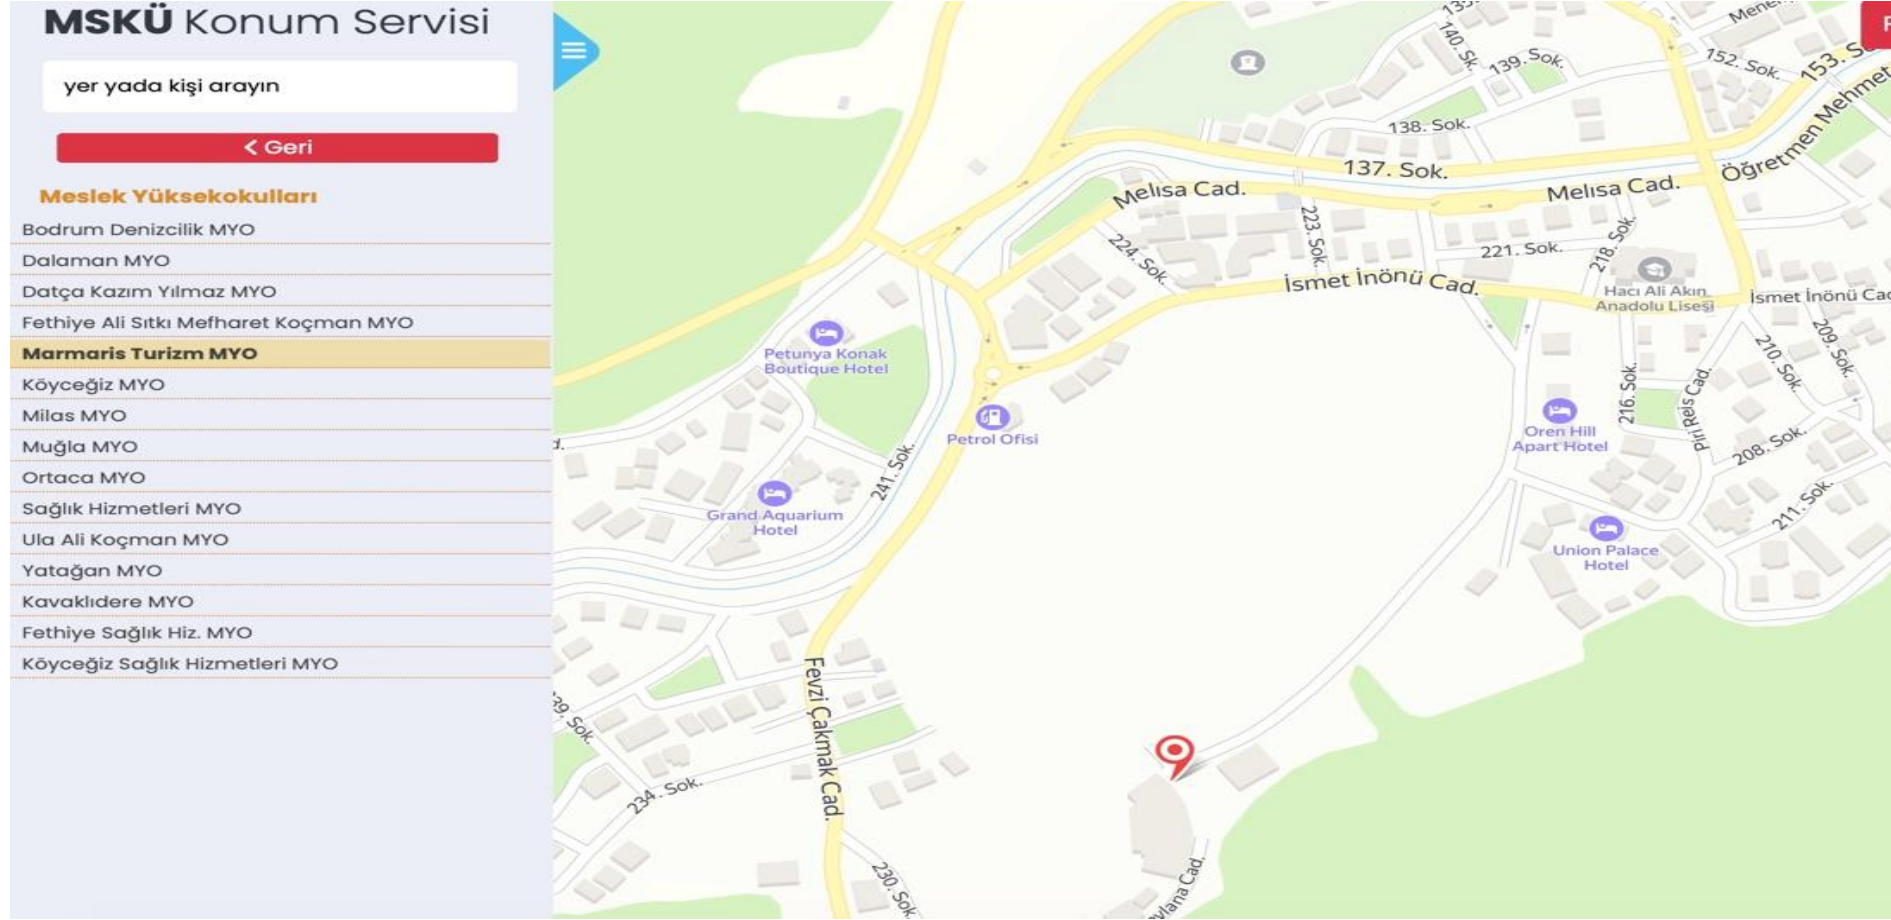 MSKÜ Konum Servisi
yer yada kişi arayın
< Geri
Meslek Yüksekokulları
Bodrum Denizcilik MYO
Dalaman MYO
Datça Kazım Yılmaz MYO
Fethiye Ali Sıtkı Mefharet Koçman MYO
Marmaris Turizm MYO
Köyceğiz MYO
Milas MYO
Muğla MYO
Ortaca MYO
Sağlık Hizmetleri MYO
Ula Ali Koçman MYO
Yatağan MYO
Kavaklıdere MYO
Fethiye Sağlık Hiz. MYO
Köyceğiz Sağlık Hizmetleri MYO
140. Sk.
139. Sok.
152. Sok.
153. So
138. Sok.
Öğretmen Mehmet
137. Sok.
Melisa Cad.
Melisa Cad.
224. Sok.
223. Sok.
221. Sok.
218. Sok.
İsmet İnönü Cad.
Hacı Ali Akın
Anadolu Lisesi
İsmet İnönü Cad
209. Sok.
210. Sok.
Petunya Konak
Boutique Hotel
216. Sok.
Piri Reis Cad.
Petrol Ofisi
Oren Hill
Apart Hotel
208. Sok.
241. Sok.
211. Sok.
Grand Aquarium
Hotel
Union Palace
Hotel
Fevzi Çakmak Cad.
39. Sok.
234. Sok.
230. Sok.
evlana Cad.